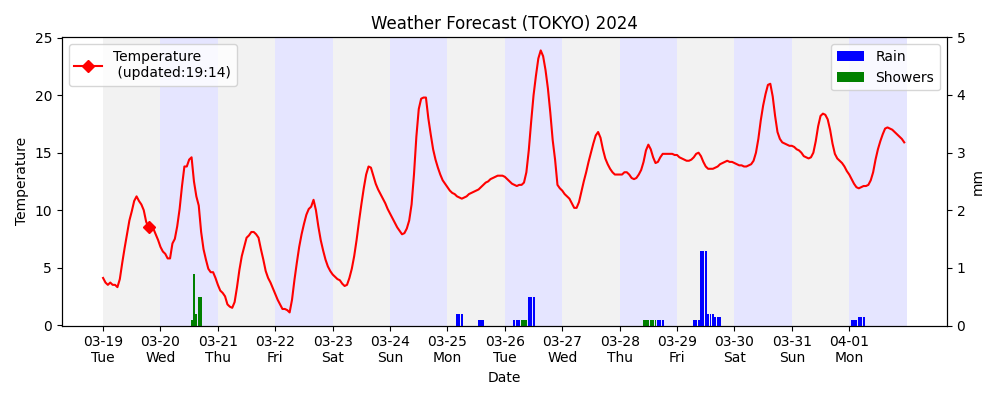 Weather Forecast (TOKYO) 2024
Temperature
(updated:19:14)
Rain
Showers
25
20
15
10
5
0
Temperature
5
4
3
2
1
0
mm
03-19 03-20 03-21 03-22 03-23 03-24 03-25 03-26 03-27 03-28 03-29 03-30 03-31 04-01
Tue Wed Thu Fri Sat Sun Mon Tue Wed Thu Fri Sat Sun Mon
Date